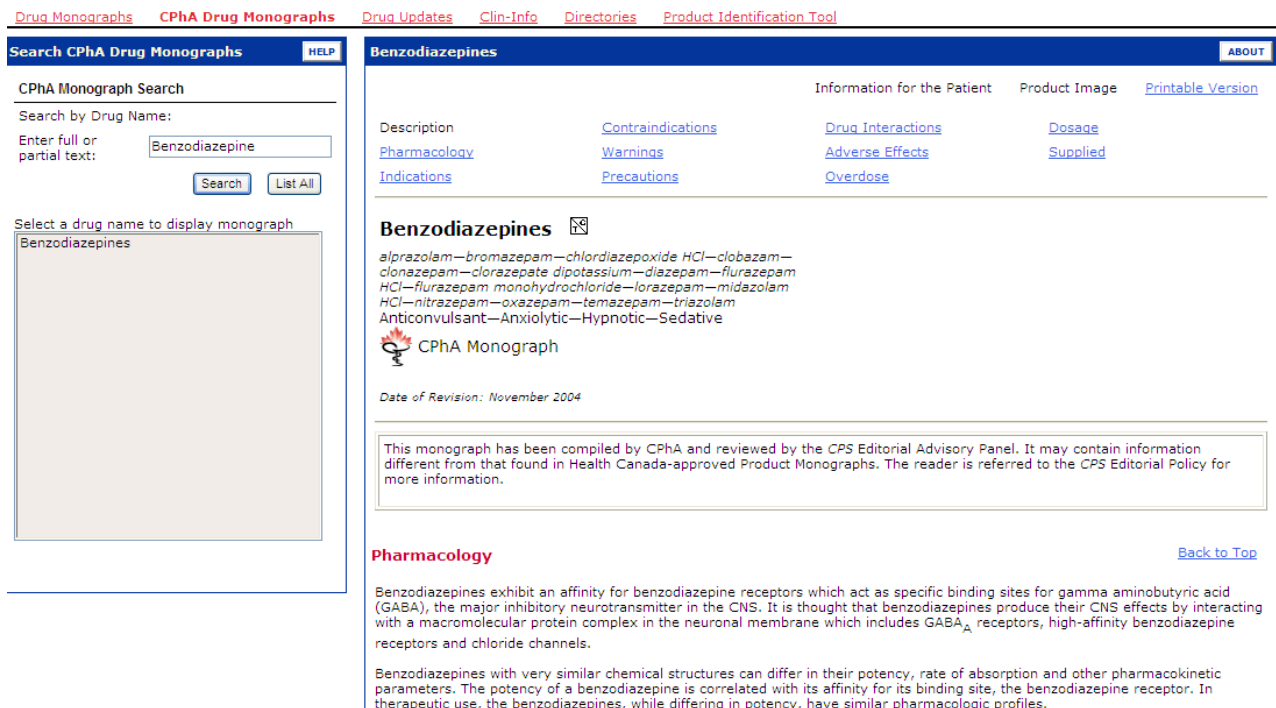 Drug Monographs CPhA Drug Monographs Drug Updates Clin-Info Directories Product Identification Tool
Search CPhA Drug Monographs HELP
CPhA Monograph Search
Search by Drug Name:
Enter full or
partial text:
Benzodiazepine
Search List All
Select a drug name to display monograph
Benzodiazepines
Benzodiazepines ABOUT
Information for the Patient Product Image Printable Version
Description Contraindications Drug Interactions Dosage
Pharmacology Warnings Adverse Effects Supplied
Indications Precautions Overdose
Benzodiazepines
alprazolam—bromazepam—chlordiazepoxide HCl—clobazam—
clonazepam—clorazepate dipotassium—diazepam—flurazepam
HCl—flurazepam monohydrochloride—lorazepam—midazolam
HCl—nitrazepam—oxazepam—temazepam—triazolam
Anticonvulsant—Anxiolytic—Hypnotic—Sedative
CPhA Monograph
Date of Revision: November 2004
This monograph has been compiled by CPhA and reviewed by the CPS Editorial Advisory Panel. It may contain information
different from that found in Health Canada-approved Product Monographs. The reader is referred to the CPS Editorial Policy for
more information.
Pharmacology Back to Top
Benzodiazepines exhibit an affinity for benzodiazepine receptors which act as specific binding sites for gamma aminobutyric acid
(GABA), the major inhibitory neurotransmitter in the CNS. It is thought that benzodiazepines produce their CNS effects by interacting
with a macromolecular protein complex in the neuronal membrane which includes GABAA receptors, high-affinity benzodiazepine
receptors and chloride channels.
Benzodiazepines with very similar chemical structures can differ in their potency, rate of absorption and other pharmacokinetic
parameters. The potency of a benzodiazepine is correlated with its affinity for its binding site, the benzodiazepine receptor. In
therapeutic use, the benzodiazepines, while differing in potency, have similar pharmacologic profiles.